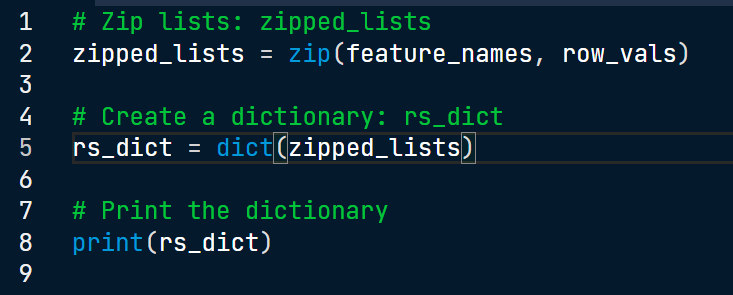 1 # Zip lists: zipped_lists
2 zipped_lists = zip(feature_names, row_vals)
3
4 # Create a dictionary: rs_dict
5 rs_dict = dict(zipped_lists)
6
7 # Print the dictionary
8 print(rs_dict)
9